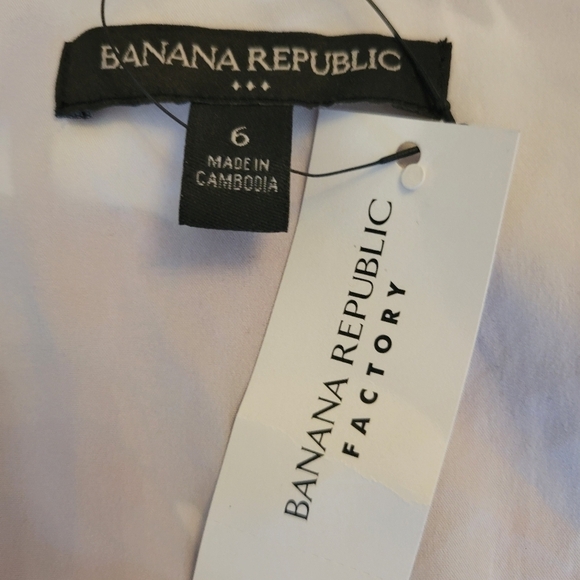 BANANA REPUBLIC
6
MADE IN
CAMBODIA
BANANA REPUBLIC
FACTORY